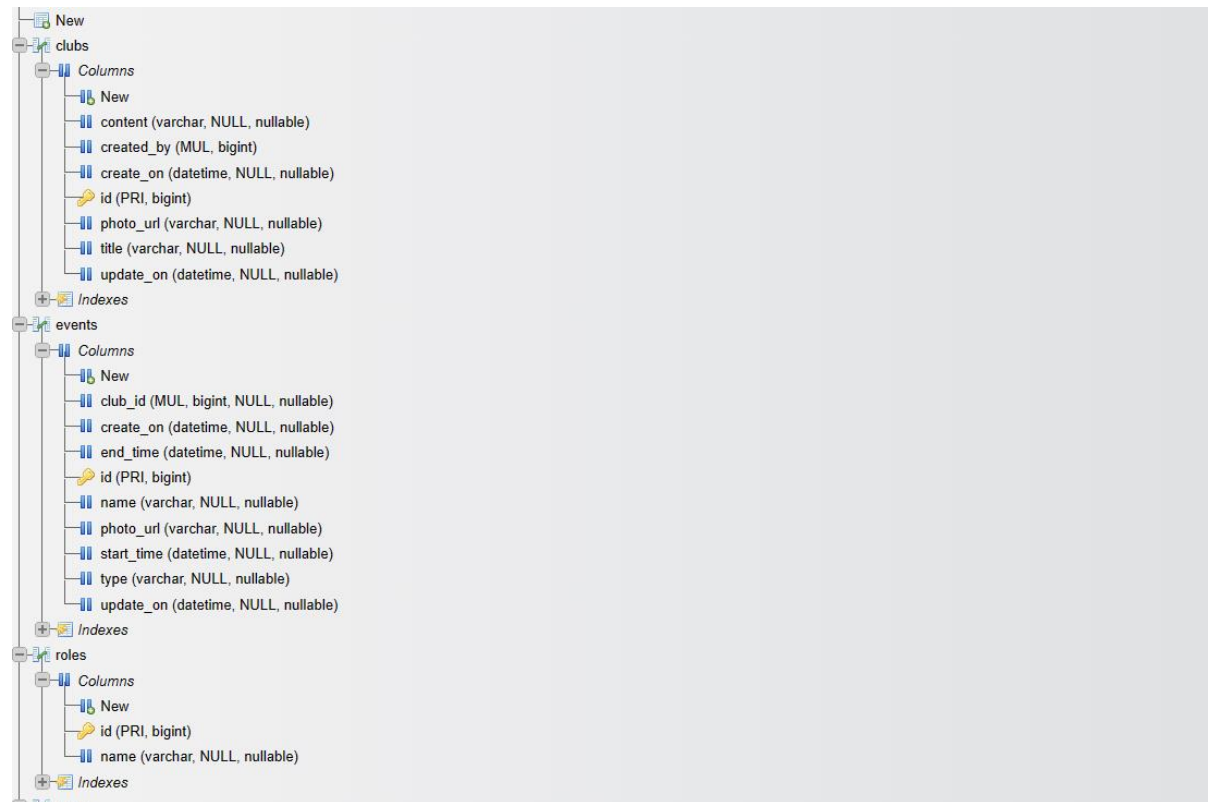 New
clubs
Columns
New
content (varchar, NULL, nullable)
created_by (MUL, bigint)
create_on (datetime, NULL, nullable)
id (PRI, bigint)
photo_url (varchar, NULL, nullable)
title (varchar, NULL, nullable)
update_on (datetime, NULL, nullable)
Indexes
events
Columns
New
club_id (MUL, bigint, NULL, nullable)
create_on (datetime, NULL, nullable)
end_time (datetime, NULL, nullable)
id (PRI, bigint)
name (varchar, NULL, nullable)
photo_url (varchar, NULL, nullable)
start_time (datetime, NULL, nullable)
type (varchar, NULL, nullable)
update_on (datetime, NULL, nullable)
Indexes
roles
Columns
New
id (PRI, bigint)
name (varchar, NULL, nullable)
Indexes